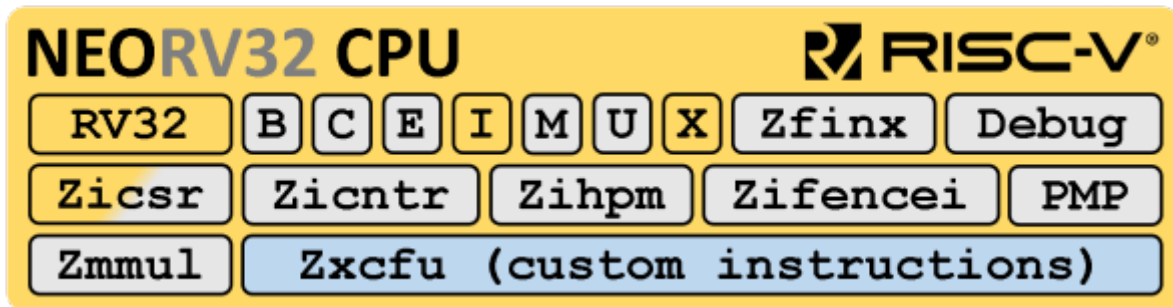 NEORV32 CPU RISC-V®
RV32 B C E I M U X Zfinx Debug
Zicsr Zicntr Zihpm Zifencei PMP
Zmmul Zxcfu (custom instructions)